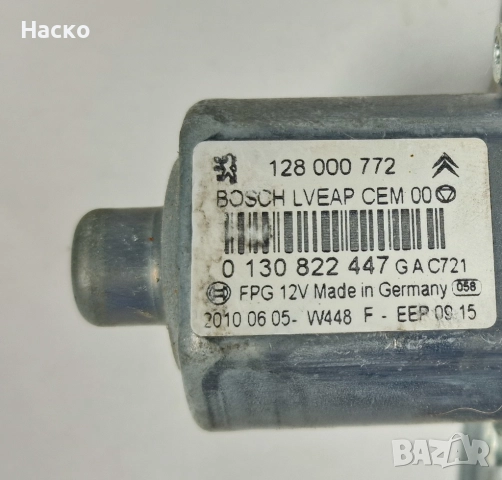 Наско
128 000 772
BOSCH LVEAP CEM 00
0 130 822 447 G A C721
FPG 12V Made in Germany 058
2010 06 05- W448 F - EEP 09.15
BAZAR